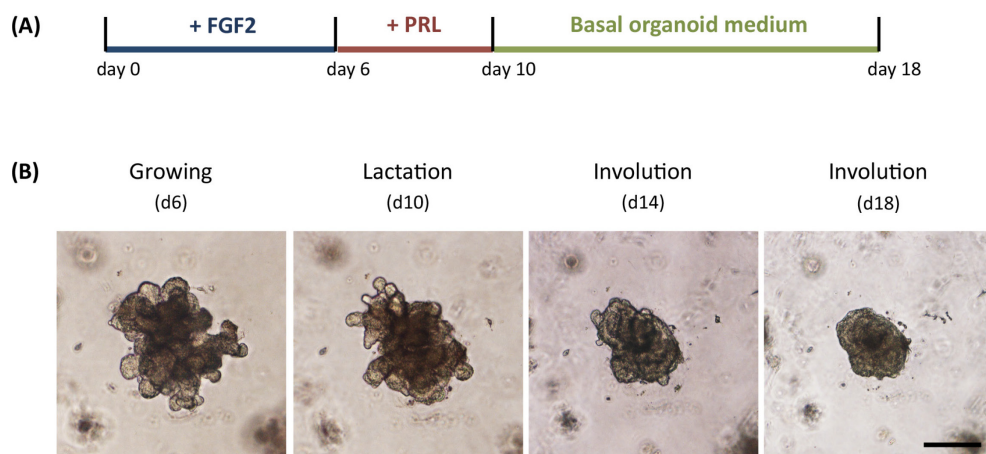 (A)
+ FGF2 + PRL Basal organoid medium
day 0 day 6 day 10 day 18
(B)
Growing Lactation Involution Involution
(d6) (d10) (d14) (d18)